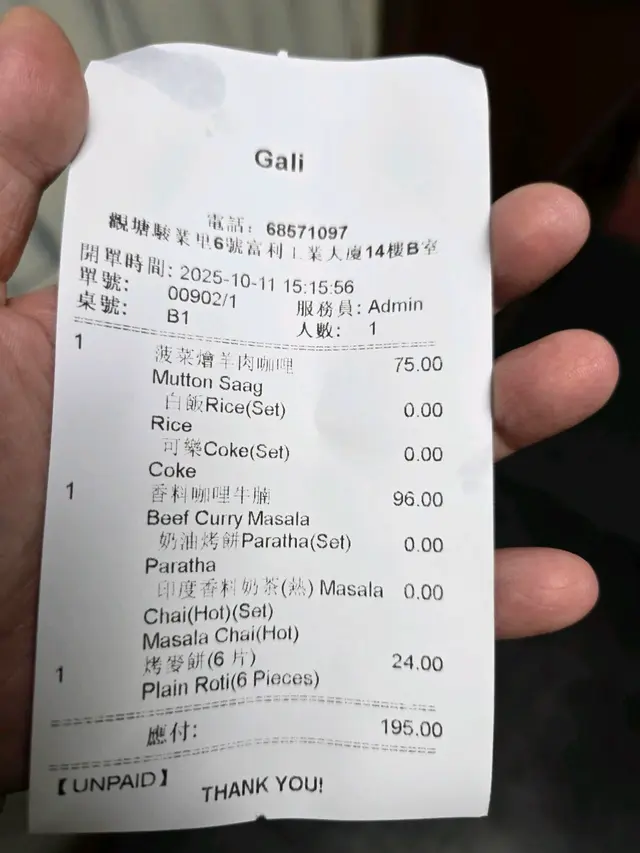 Gali
電話: 68571097
觀塘駿業里6號富利工業大廈14樓B室
開單時間: 2025-10-11 15:15:56
單號: 00902/1 服務員: Admin
桌號: B1 人數: 1
1 菠菜燴羊肉咖哩 75.00
Mutton Saag
白飯Rice(Set) 0.00
Rice
可樂Coke(Set) 0.00
Coke
1 香料咖哩牛腩 96.00
Beef Curry Masala
奶油烤餅Paratha(Set) 0.00
Paratha
印度香料奶茶(熱) Masala 0.00
Chai(Hot)(Set)
Masala Chai(Hot)
1 烤麥餅(6 片) 24.00
Plain Roti(6 Pieces)
應付: 195.00
【UNPAID】 THANK YOU!